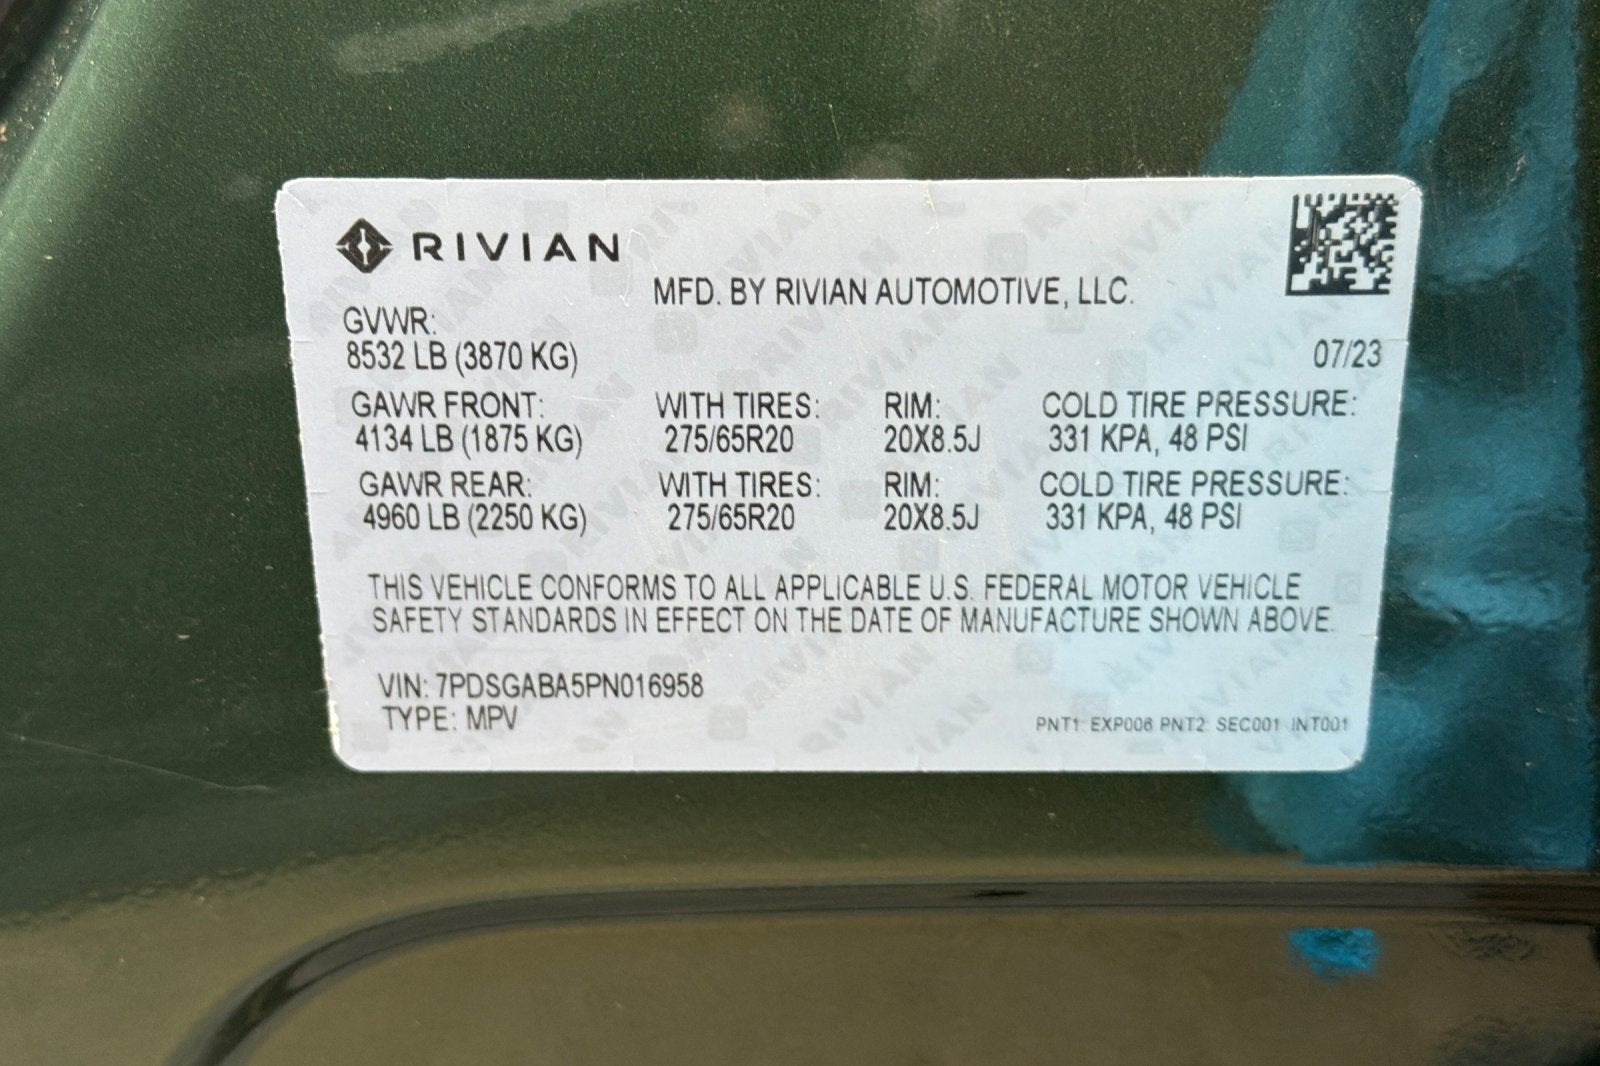 RIVIAN
MFD. BY RIVIAN AUTOMOTIVE, LLC.
GVWR:
8532 LB (3870 KG) 07/23
GAWR FRONT: WITH TIRES: RIM: COLD TIRE PRESSURE:
4134 LB (1875 KG) 275/65R20 20X8.5J 331 KPA, 48 PSI
GAWR REAR: WITH TIRES: RIM: COLD TIRE PRESSURE:
4960 LB (2250 KG) 275/65R20 20X8.5J 331 KPA, 48 PSI
THIS VEHICLE CONFORMS TO ALL APPLICABLE U.S. FEDERAL MOTOR VEHICLE
SAFETY STANDARDS IN EFFECT ON THE DATE OF MANUFACTURE SHOWN ABOVE.
VIN: 7PDSGABA5PN016958
TYPE: MPV
PNT1: EXP006 PNT2: SEC001 INT001